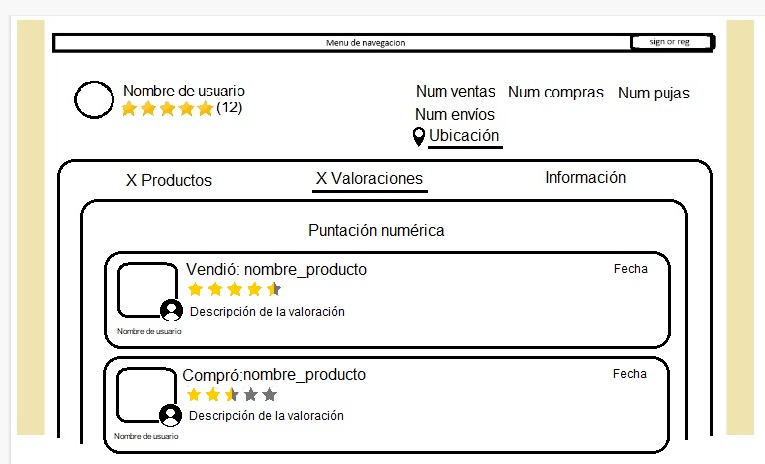 Menu de navegacion
sign or reg
Nombre de usuario
(12)
Num ventas Num compras Num pujas
Num envíos
Ubicación
X Productos X Valoraciones Información
Puntación numérica
Vendió: nombre_producto Fecha
Descripción de la valoración
Nombre de usuario
Compró:nombre_producto Fecha
Descripción de la valoración
Nombre de usuario